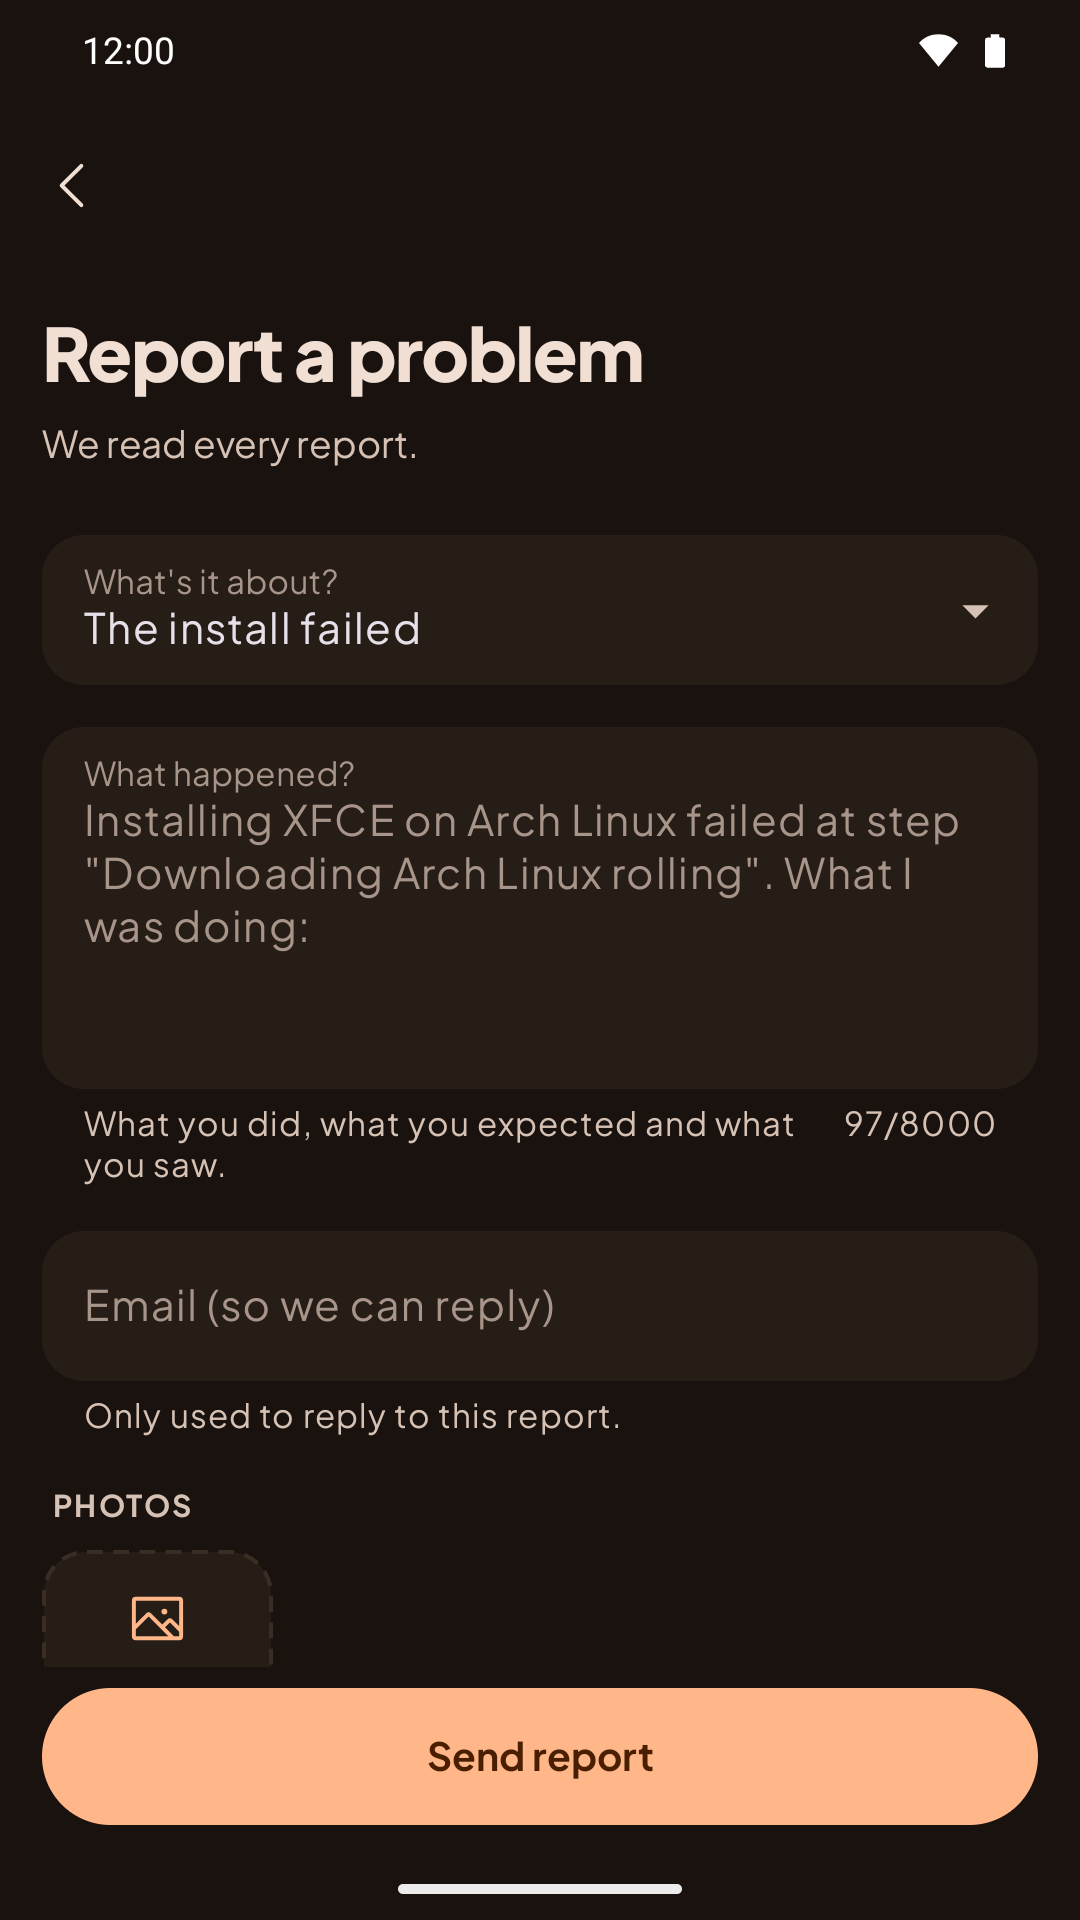 12:00
Report a problem
We read every report.
What's it about?
The install failed
What happened?
Installing XFCE on Arch Linux failed at step
"Downloading Arch Linux rolling". What I
was doing:
What you did, what you expected and what
you saw.
97/8000
Email (so we can reply)
Only used to reply to this report.
PHOTOS
Send report